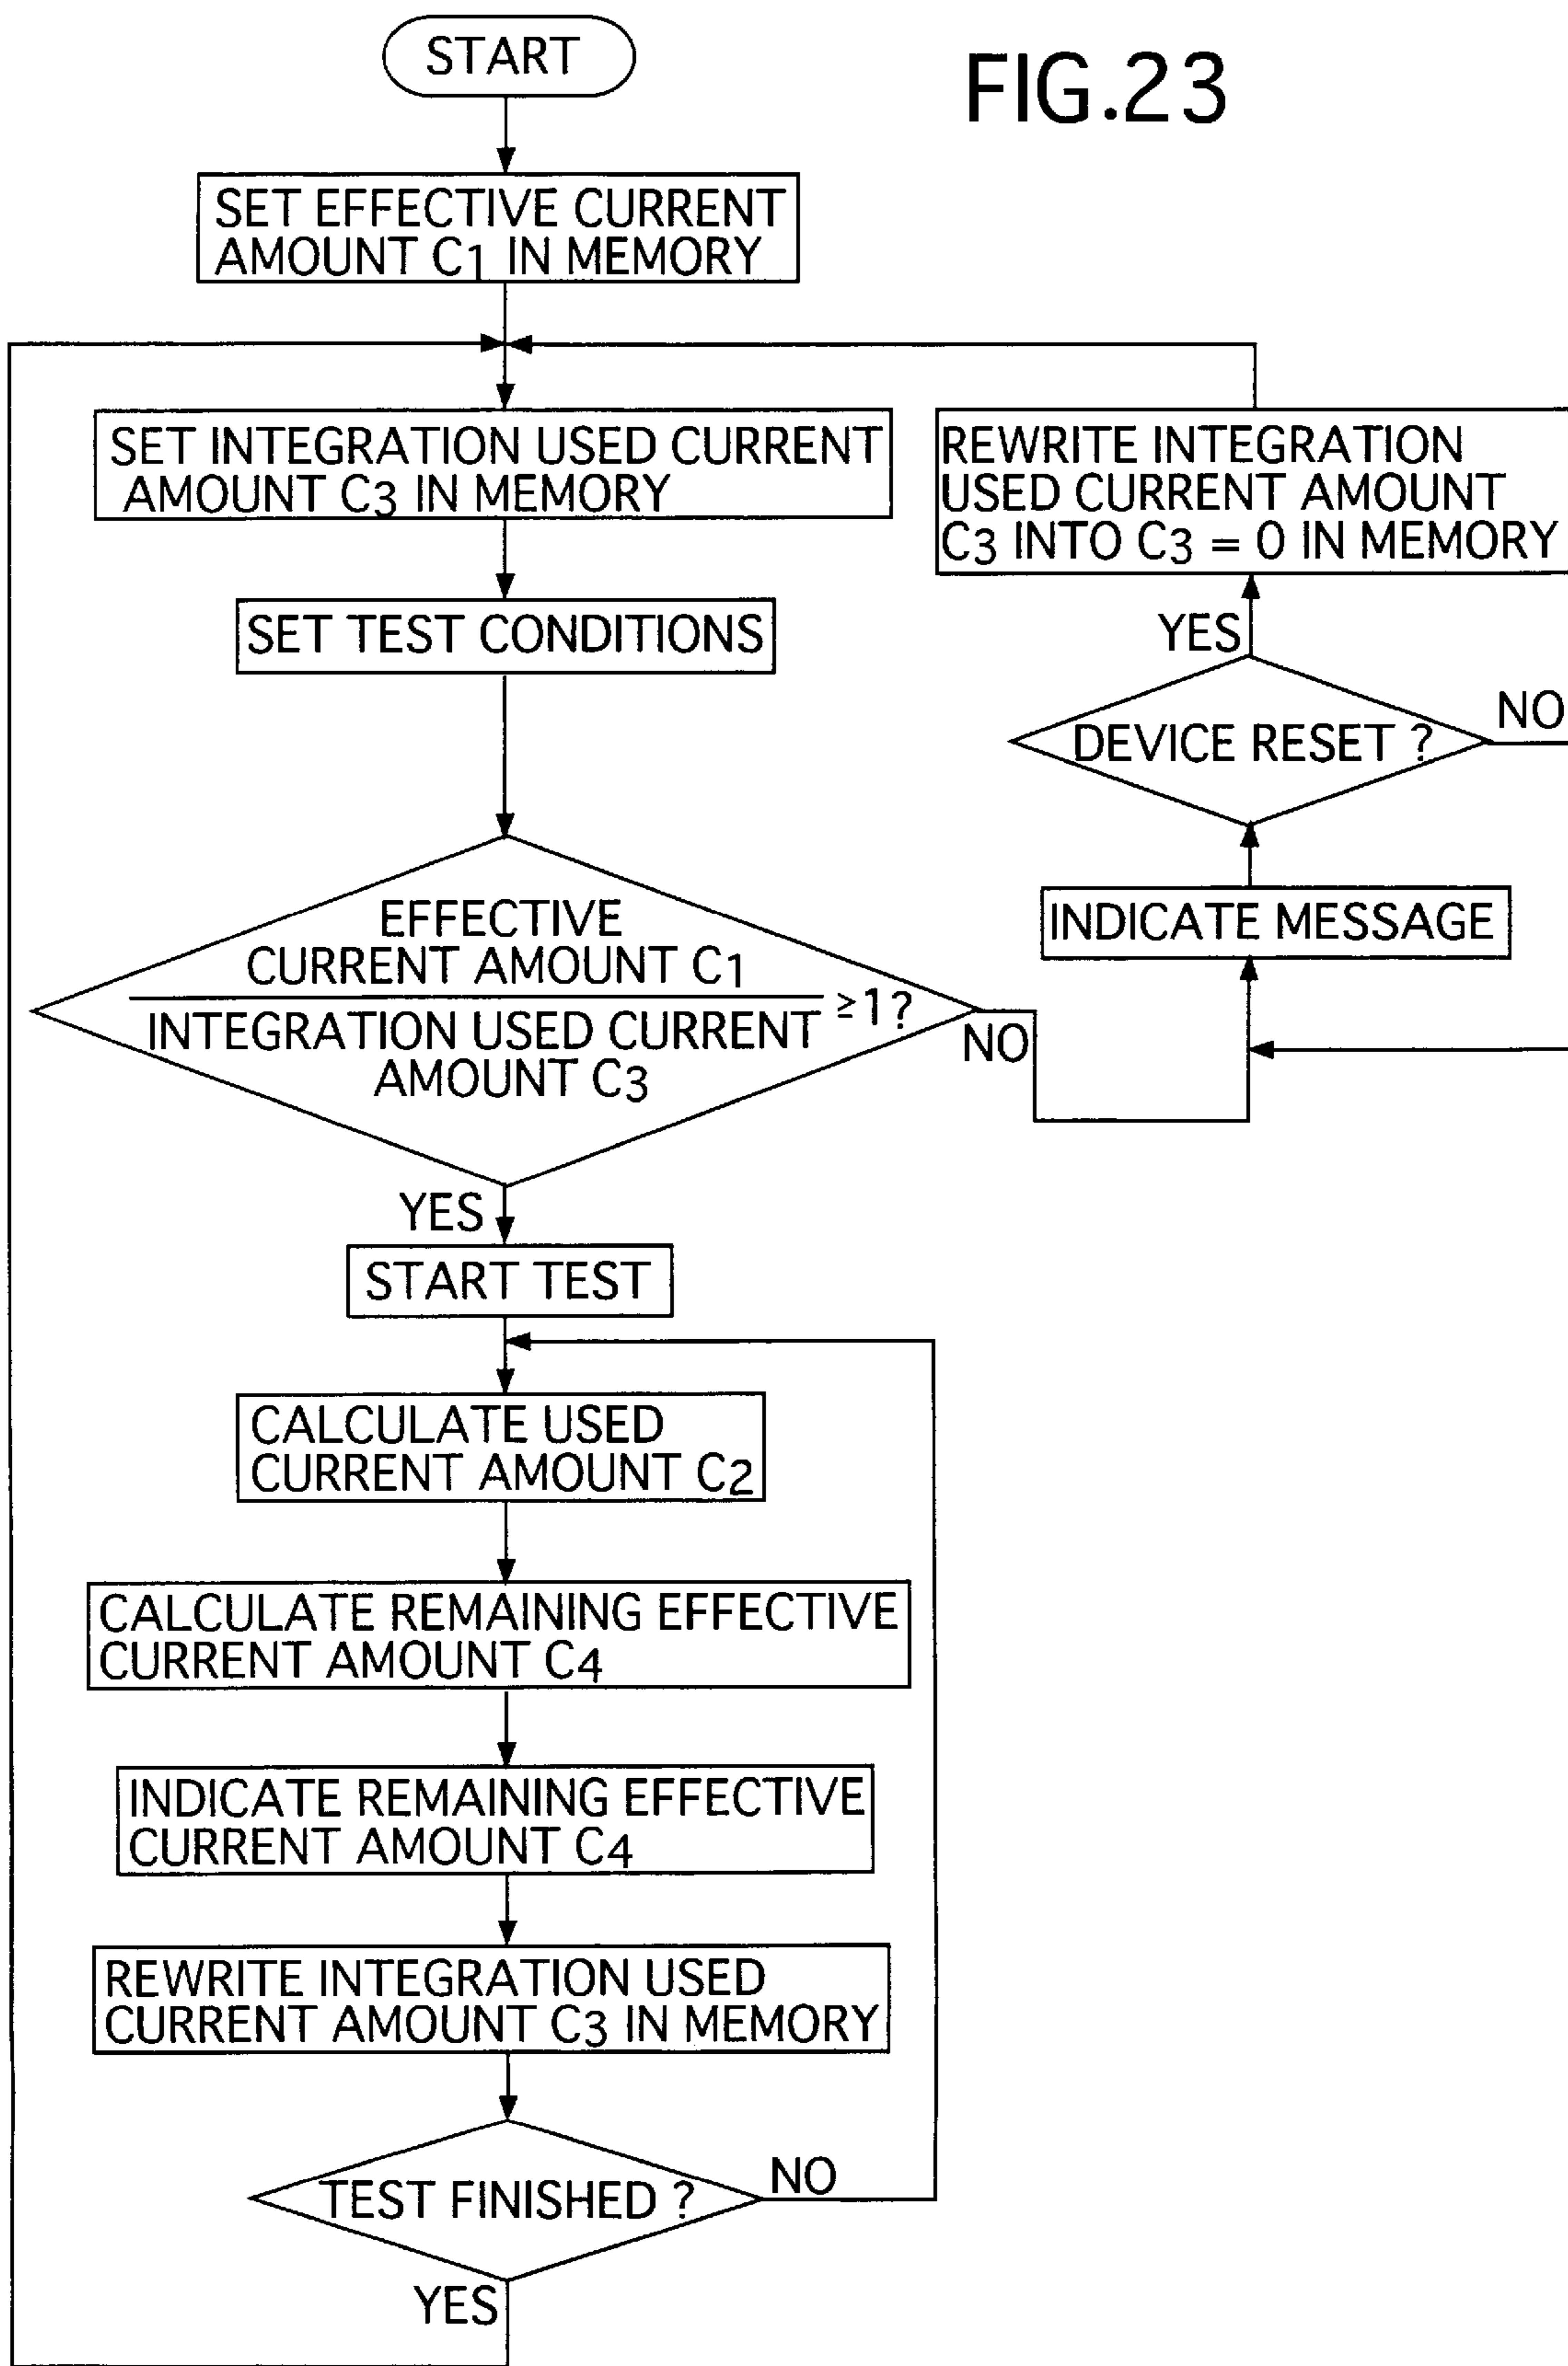 START
FIG.23
SET EFFECTIVE CURRENT
AMOUNT C1 IN MEMORY
SET INTEGRATION USED CURRENT
AMOUNT C3 IN MEMORY
SET TEST CONDITIONS
EFFECTIVE
CURRENT AMOUNT C1
INTEGRATION USED CURRENT
AMOUNT C3
≥1?
NO
YES
REWRITE INTEGRATION
USED CURRENT AMOUNT
C3 INTO C3 = 0 IN MEMORY
YES
DEVICE RESET ?
NO
INDICATE MESSAGE
START TEST
CALCULATE USED
CURRENT AMOUNT C2
CALCULATE REMAINING EFFECTIVE
CURRENT AMOUNT C4
INDICATE REMAINING EFFECTIVE
CURRENT AMOUNT C4
REWRITE INTEGRATION USED
CURRENT AMOUNT C3 IN MEMORY
TEST FINISHED ?
NO
YES